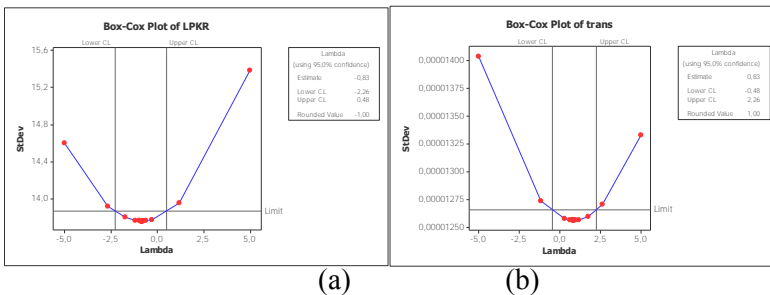 Box-Cox Plot of LPKR
Lower CL
Upper CL
15,6
15,2
14,8
14,4
14,0
StDev
Limit
-5,0
-2,5
0,0
2,5
5,0
Lambda
Lambda
(using 95,0% confidence)
Estimate -0,83
Lower CL -2,26
Upper CL 0,48
Rounded Value -1,00
(a)
Box-Cox Plot of trans
Lower CL
Upper CL
0,00001400
0,00001375
0,00001350
0,00001325
0,00001300
0,00001275
0,00001250
StDev
Limit
-5,0
-2,5
0,0
2,5
5,0
Lambda
Lambda
(using 95,0% confidence)
Estimate 0,83
Lower CL -0,48
Upper CL 2,26
Rounded Value 1,00
(b)